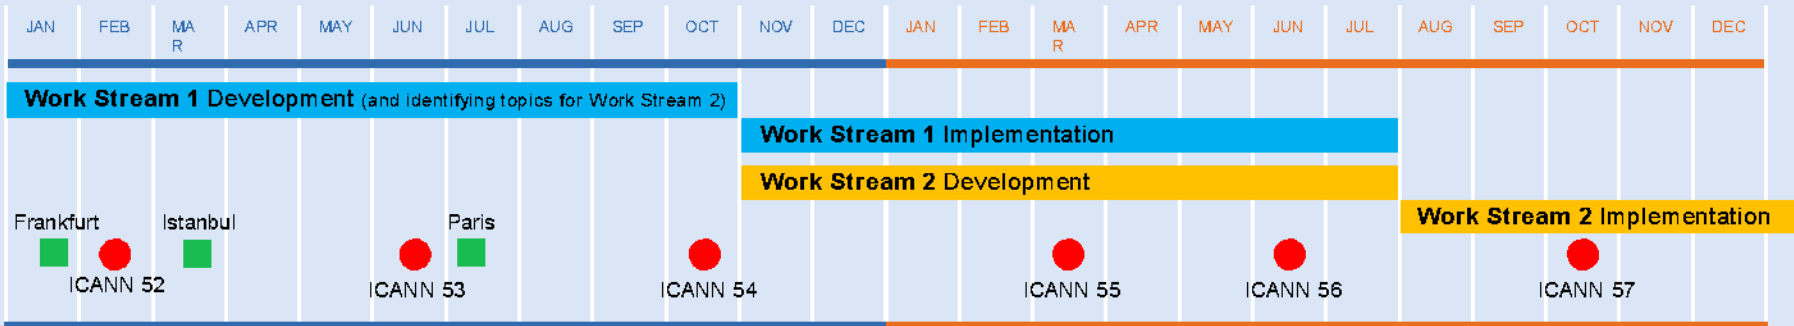 JAN FEB MAR APR MAY JUN JUL AUG SEP OCT NOV DEC JAN FEB MAR APR MAY JUN JUL AUG SEP OCT NOV DEC
Work Stream 1 Development (and identifying topics for Work Stream 2)
Work Stream 1 Implementation
Work Stream 2 Development
Work Stream 2 Implementation
Frankfurt Istanbul Paris
ICANN 52 ICANN 53 ICANN 54 ICANN 55 ICANN 56 ICANN 57